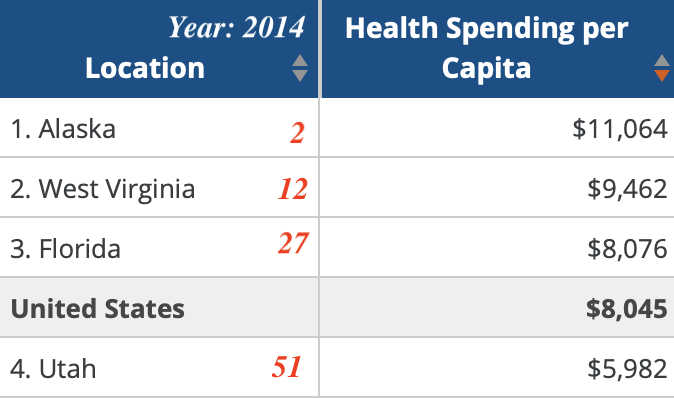 Year: 2014 Health Spending per
Location Capita
1. Alaska 2 $11,064
2. West Virginia 12 $9,462
3. Florida 27 $8,076
United States $8,045
4. Utah 51 $5,982